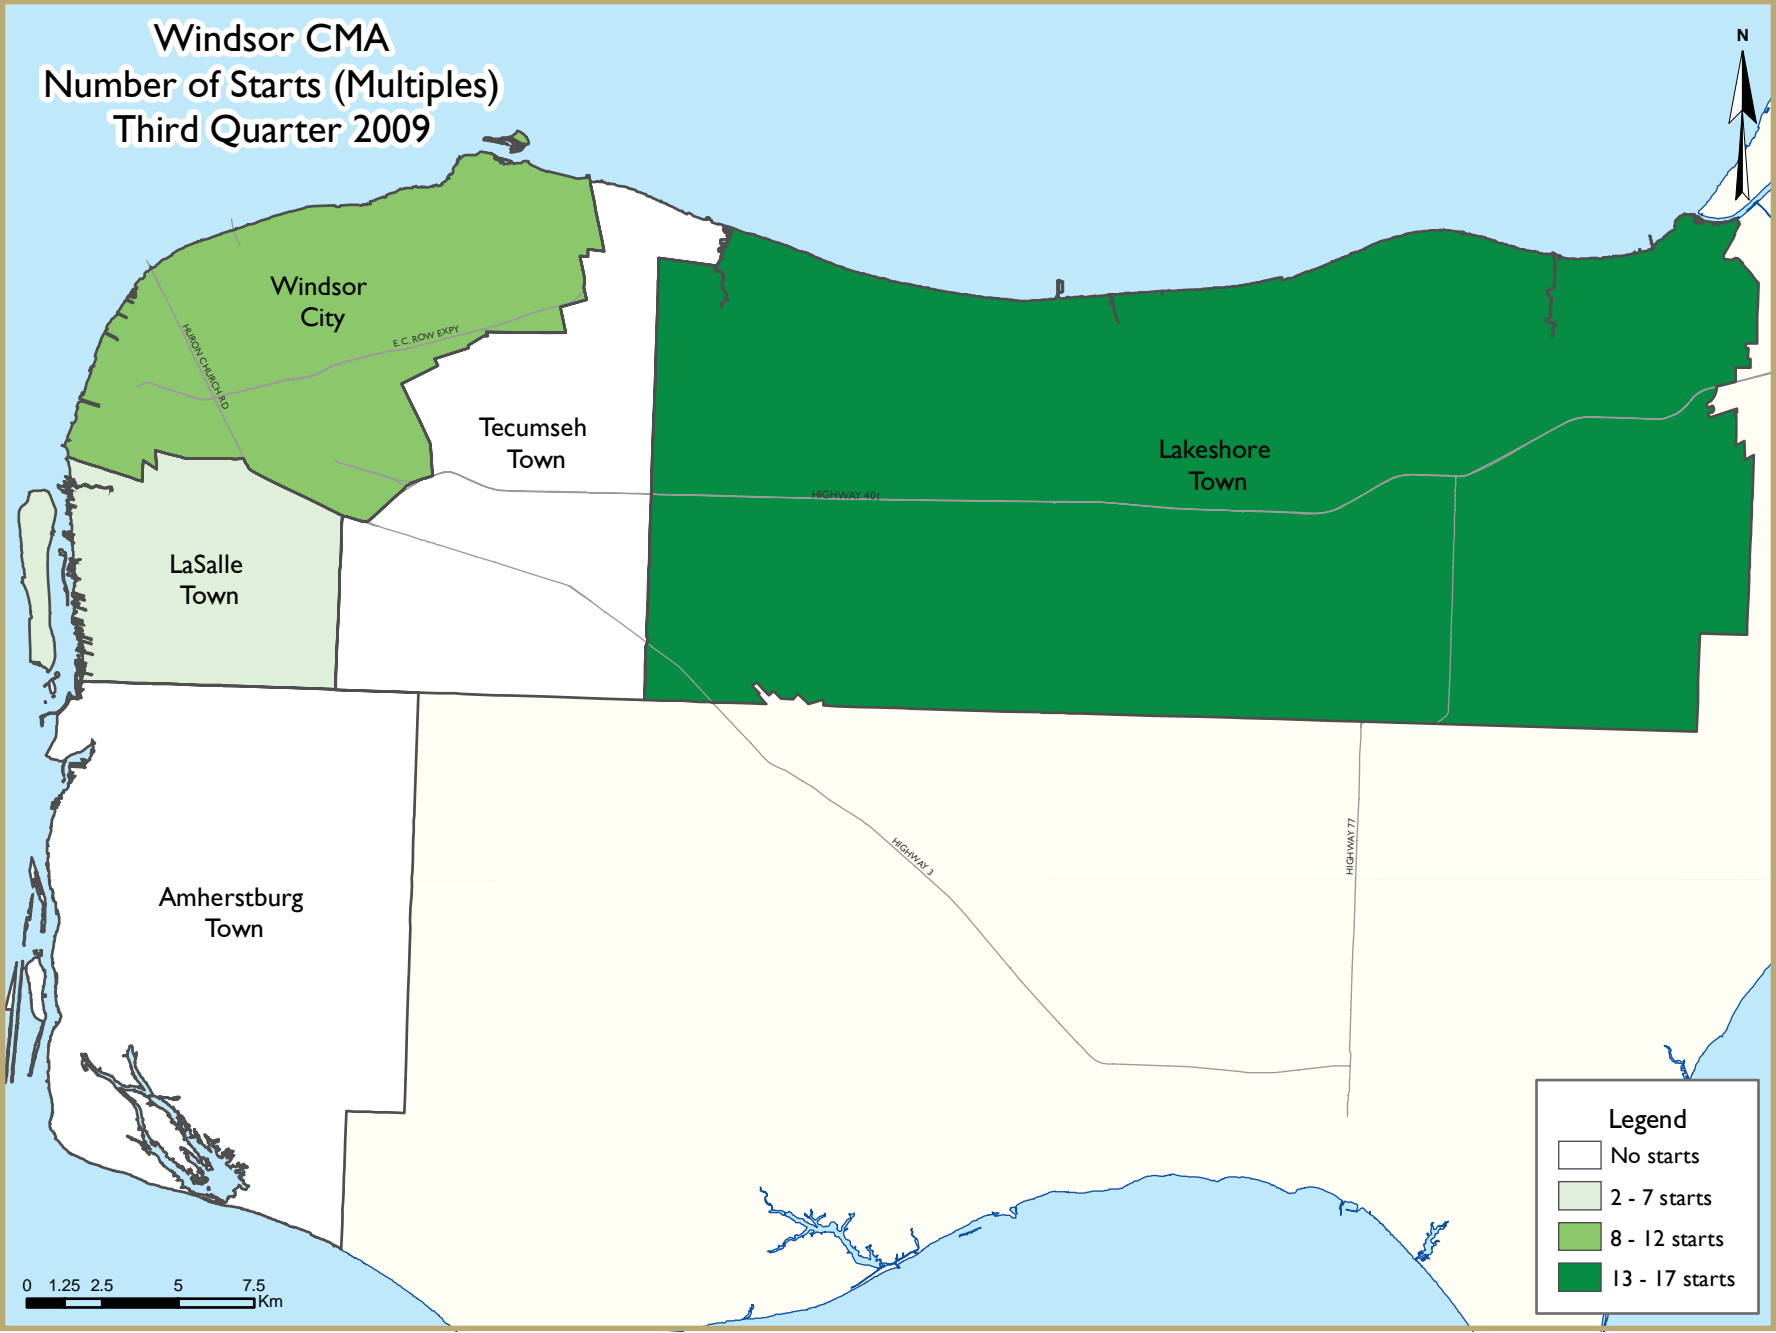 Windsor CMA
Number of Starts (Multiples)
Third Quarter 2009
N
Windsor
City
HURON CHURCH RD
E.C. ROW EXPY
Tecumseh
Town
Lakeshore
Town
HIGHWAY 401
LaSalle
Town
Amherstburg
Town
HIGHWAY 3
HIGHWAY 77
Legend
No starts
2 - 7 starts
8 - 12 starts
13 - 17 starts
0 1.25 2.5 5 7.5
Km